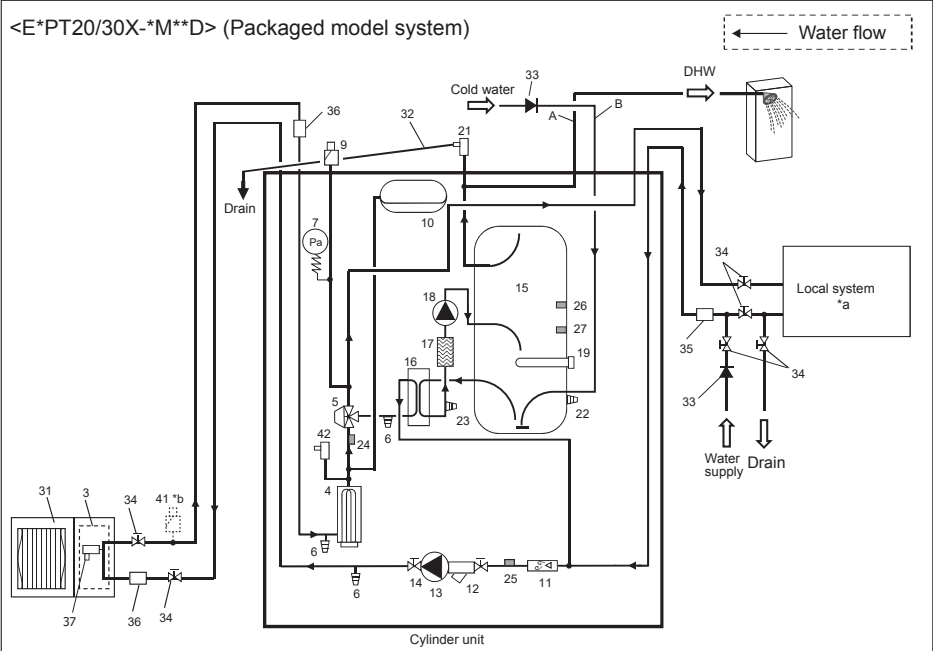 <E*PT20/30X-*M**D> (Packaged model system)
Water flow
DHW
33
Cold water
B
A
36
32
21
9
Drain
10
7
Pa
34
15
Local system
*a
18
26
27
35
17
19
34
16
5
22
33
23
6
42
24
Water
supply
Drain
4
31
3
34
41 *b
6
25
11
14
12
13
6
37
36
34
Cylinder unit